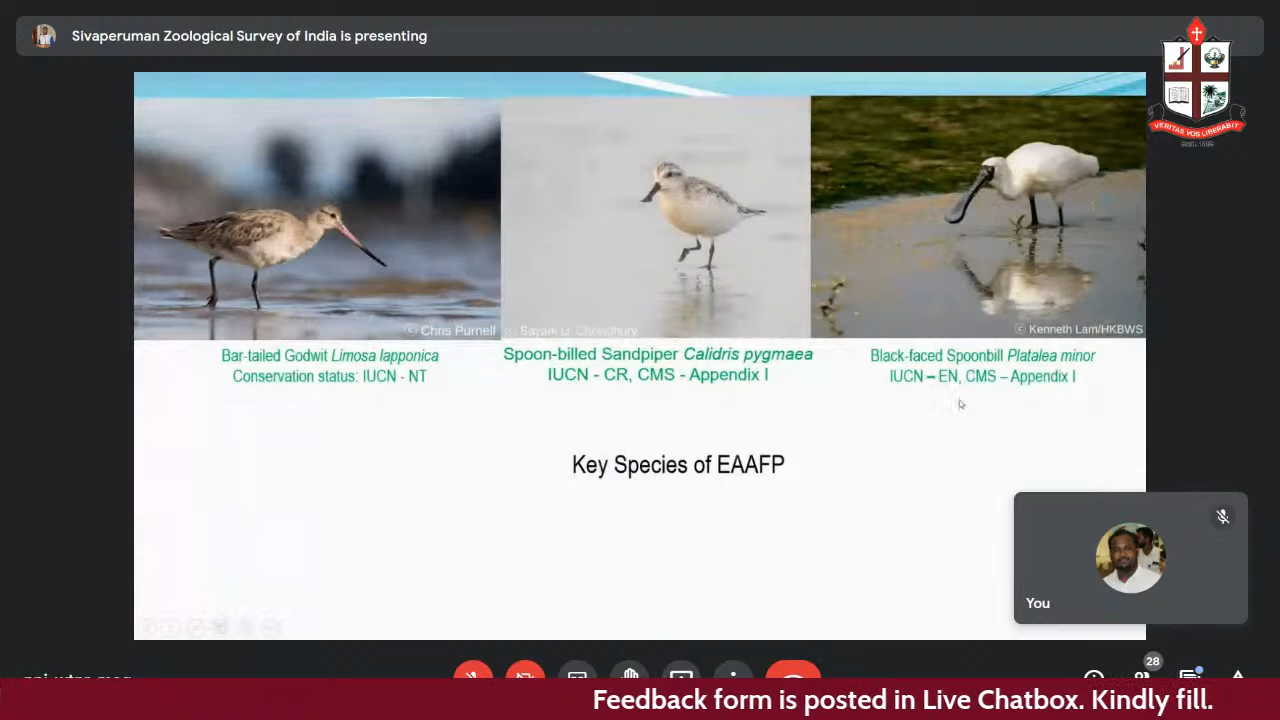 Sivaperuman Zoological Survey of India is presenting
VERITAS VOS LIBERABIT
© Chris Purnell
© Sayam U. Chowdhury
© Kenneth Lam/HKBWS
Bar-tailed Godwit Limosa lapponica
Conservation status: IUCN - NT
Spoon-billed Sandpiper Calidris pygmaea
IUCN - CR, CMS - Appendix I
Black-faced Spoonbill Platalea minor
IUCN – EN, CMS – Appendix I
Key Species of EAAFP
You
28
Feedback form is posted in Live Chatbox. Kindly fill.